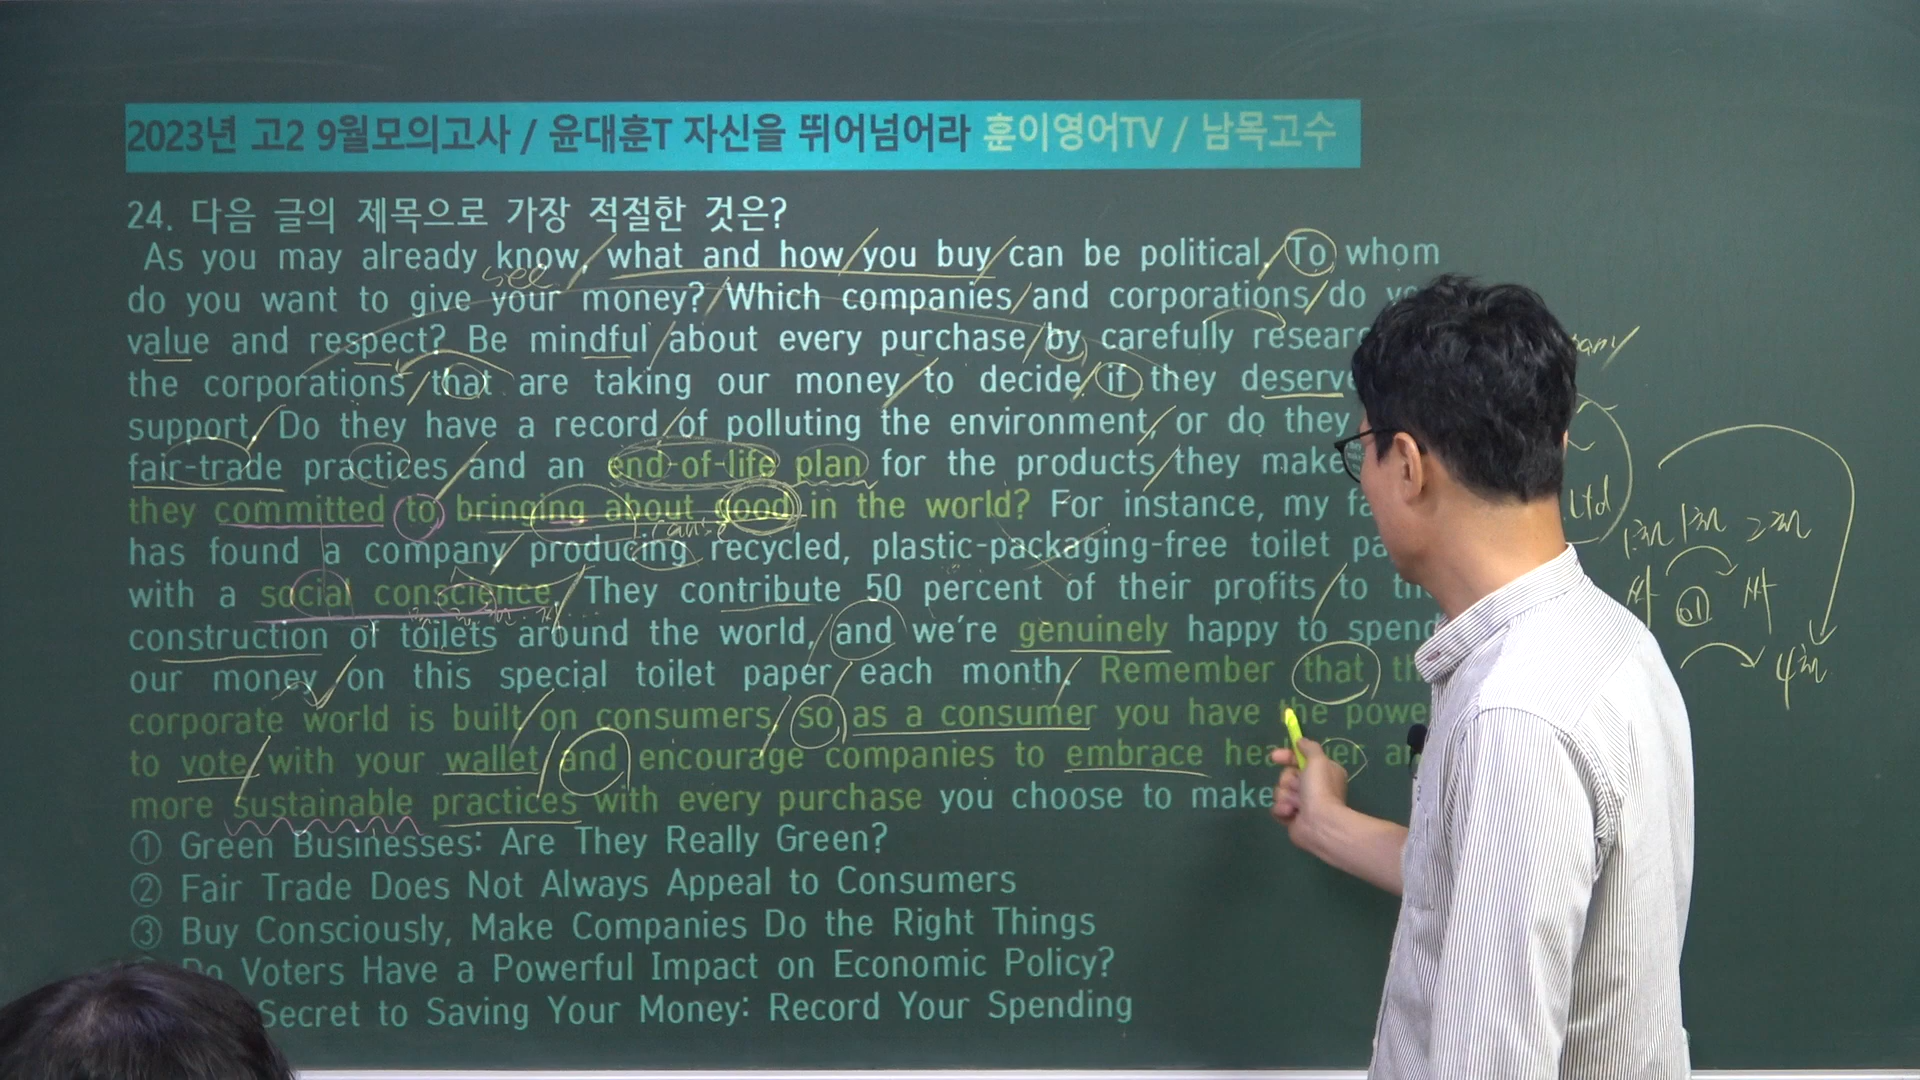 2023년 고2 9월모의고사 / 윤대훈T 자신을 뛰어넘어라 훈이영어TV / 남목고수
24. 다음 글의 제목으로 가장 적절한 것은?
As you may already know, what and how you buy can be political. To whom
see
do you want to give your money? Which companies and corporations do
value and respect? Be mindful about every purchase by carefully
the corporations that are taking our money to decide if they
support. Do they have a record of polluting the environment, or do they
fair-trade practices and an end-of-life plan for the products they make
they committed to bringing about good in the world? For instance, my
cause
has found a company producing recycled, plastic-packaging-free toilet
with a social conscience. They contribute 50 percent of their profits to
construction of toilets around the world, and we're genuinely happy to spend
our money on this special toilet paper each month. Remember that
corporate world is built on consumers, so as a consumer you have the power
to vote with your wallet and encourage companies to embrace
more sustainable practices with every purchase you choose to make
① Green Businesses: Are They Really Green?
② Fair Trade Does Not Always Appeal to Consumers
③ Buy Consciously, Make Companies Do the Right Things
Do Voters Have a Powerful Impact on Economic Policy?
Secret to Saving Your Money: Record Your Spending
Ltd